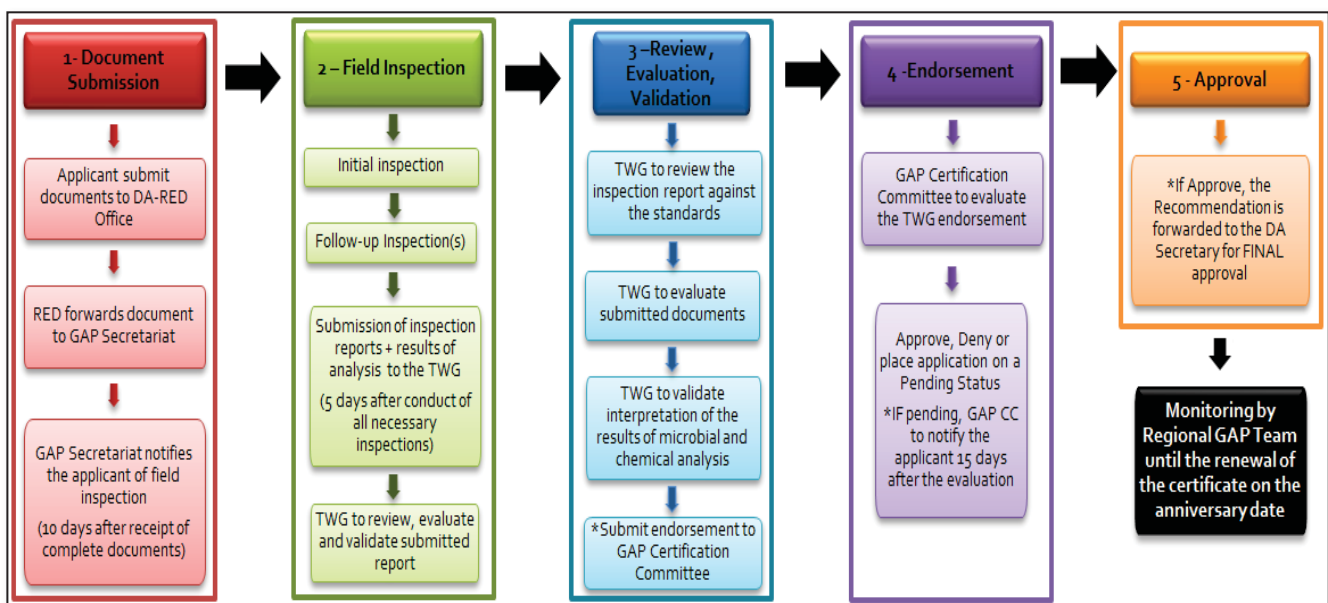 1- Document
Submission
Applicant submit
documents to DA-RED
Office
RED forwards document
to GAP Secretariat
GAP Secretariat notifies
the applicant of field
inspection
(10 days after receipt of
complete documents)
2 – Field Inspection
Initial inspection
Follow-up Inspection(s)
Submission of inspection
reports + results of
analysis to the TWG
(5 days after conduct of
all necessary
inspections)
TWG to review, evaluate
and validate submitted
report
3 –Review,
Evaluation,
Validation
TWG to review the
inspection report against
the standards
TWG to evaluate
submitted documents
TWG to validate
interpretation of the
results of microbial and
chemical analysis
*Submit endorsement to
GAP Certification
Committee
4 -Endorsement
GAP Certification
Committee to evaluate
the TWG endorsement
Approve, Deny or
place application on a
Pending Status
*IF pending, GAP CC
to notify the
applicant 15 days
after the evaluation
5 - Approval
*If Approve, the
Recommendation is
forwarded to the DA
Secretary for FINAL
approval
Monitoring by
Regional GAP Team
until the renewal of
the certificate on the
anniversary date